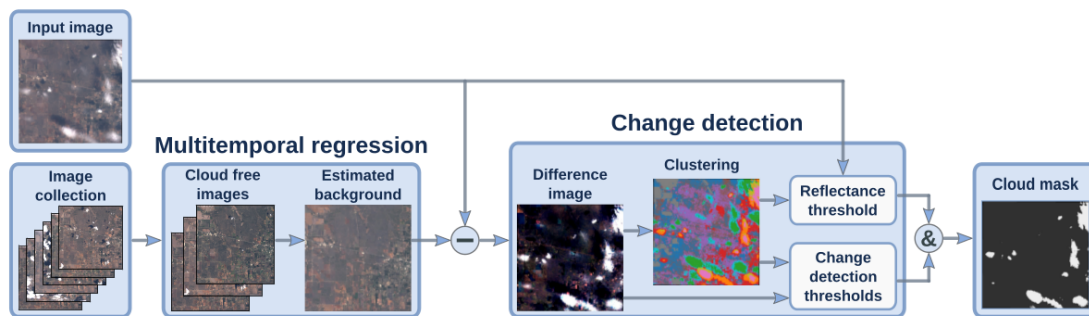 Input image
Multitemporal regression
Change detection
Image
collection
Cloud free
images
Estimated
background
−
Difference
image
Clustering
Reflectance
threshold
Change
detection
thresholds
&
Cloud mask